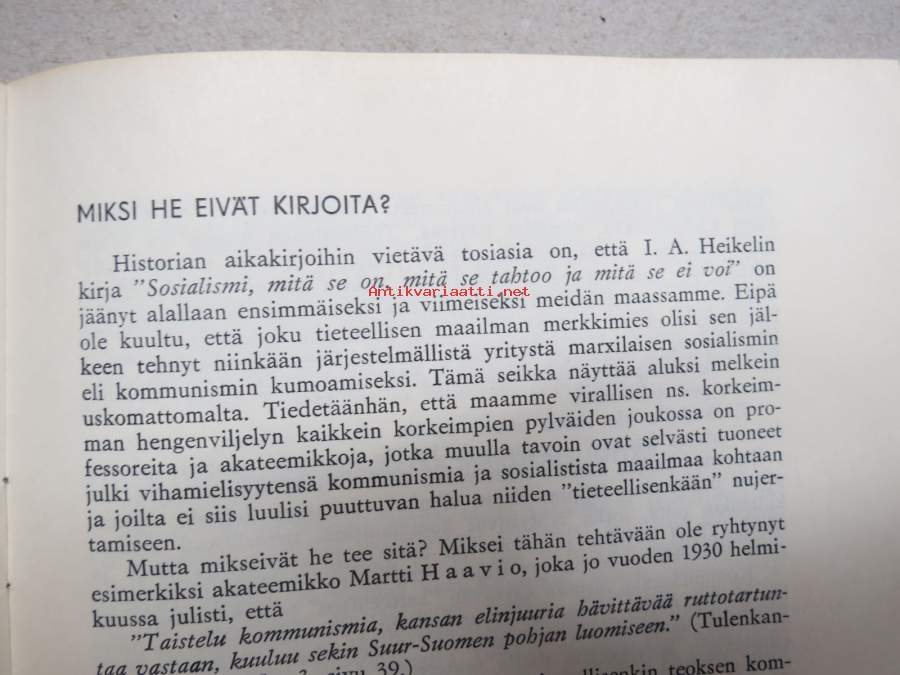 MIKSI HE EIVÄT KIRJOITA?
Historian aikakirjoihin vietävä tosiasia on, että I. A. Heikelin
kirja "Sosialismi, mitä se on, mitä se tahtoo ja mitä se ei voi" on
Antikvariaatti.net
jäänyt alallaan ensimmäiseksi ja viimeiseksi meidän maassamme. Eipä
ole kuultu, että joku tieteellisen maailman merkkimies olisi sen jäl-
keen tehnyt niinkään järjestelmällistä yritystä marxilaisen sosialismin
eli kommunismin kumoamiseksi. Tämä seikka näyttää aluksi melkein
uskomattomalta. Tiedetäänhän, että maamme virallisen ns. korkeim-
man hengenviljelyn kaikkein korkeimpien pylväiden joukossa on pro-
fessoreita ja akateemikkoja, jotka muulla tavoin ovat selvästi tuoneet
julki vihamielisyytensä kommunismia ja sosialistista maailmaa kohtaan
ja joilta ei siis luulisi puuttuvan halua niiden "tieteellisenkään" nujer-
tamiseen.
Mutta mikseivät he tee sitä? Miksei tähän tehtävään ole ryhtynyt
esimerkiksi akateemikko Martti Haavio, joka jo vuoden 1930 helmi-
kuussa julisti, että
"Taistelu kommunismia, kansan elinjuuria hävittävää ruttotartun-
taa vastaan, kuuluu sekin Suur-Suomen pohjan luomiseen." (Tulenkan-
3, sivu 39.)
teoksen kom-